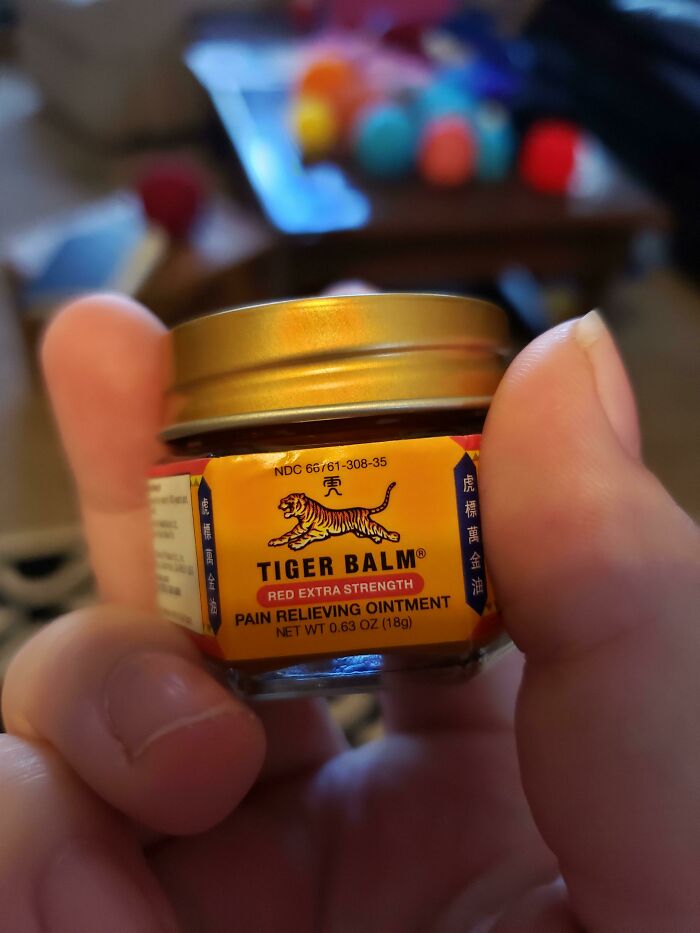 NDC 66761-308-35
虎標萬金油
TIGER BALM®
RED EXTRA STRENGTH
PAIN RELIEVING OINTMENT
NET WT 0.63 OZ (18g)
虎標萬金油